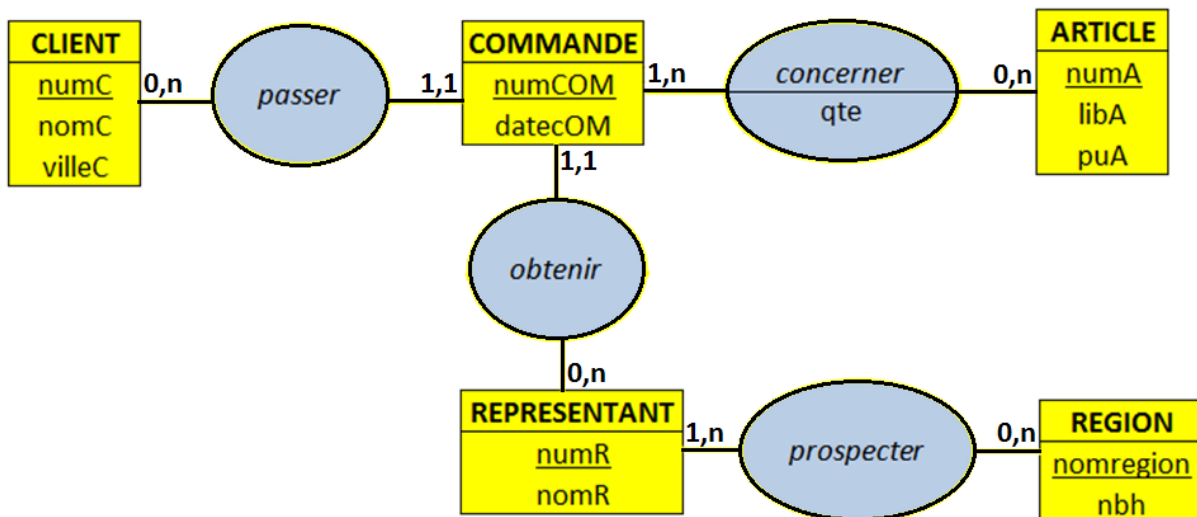 CLIENT
numC
nomC
villeC
0,n
passer
1,1
COMMANDE
numCOM
datecOM
1,n
concerner
qte
0,n
ARTICLE
numA
libA
puA
1,1
obtenir
0,n
REPRESENTANT
numR
nomR
1,n
prospecter
0,n
REGION
nomregion
nbh